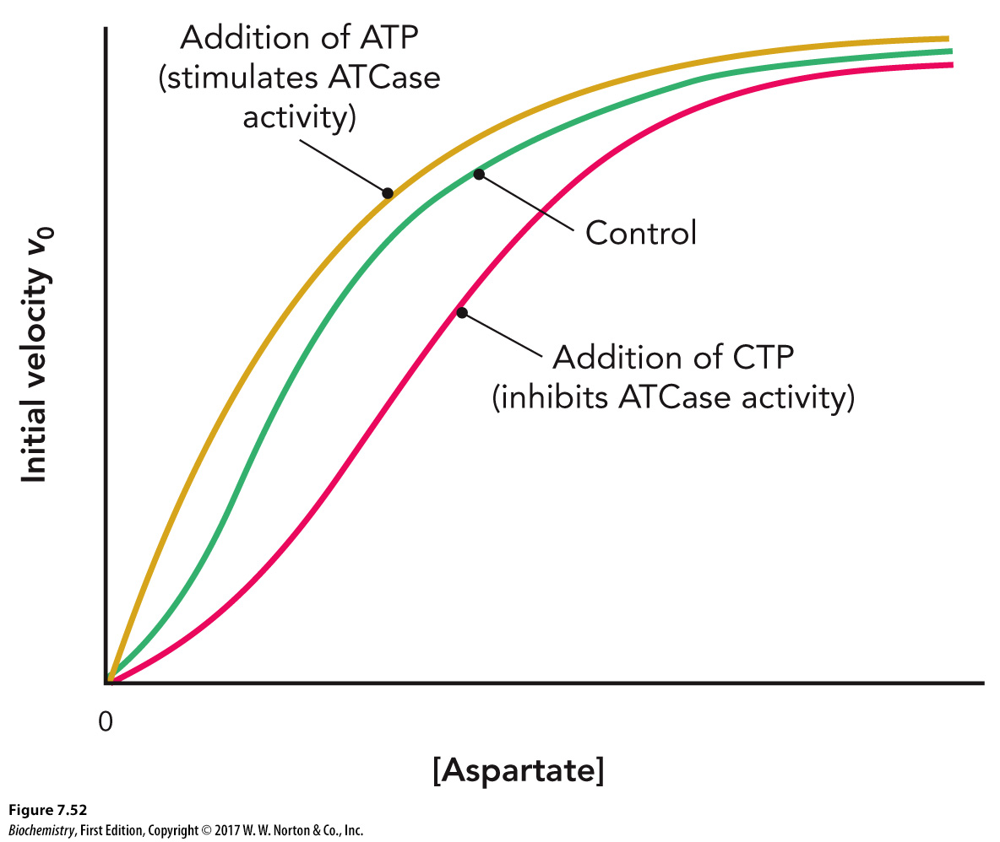 Addition of ATP
(stimulates ATCase
activity)
Control
Addition of CTP
(inhibits ATCase activity)
Initial velocity v0
0
[Aspartate]
Figure 7.52
Biochemistry, First Edition, Copyright © 2017 W. W. Norton & Co., Inc.